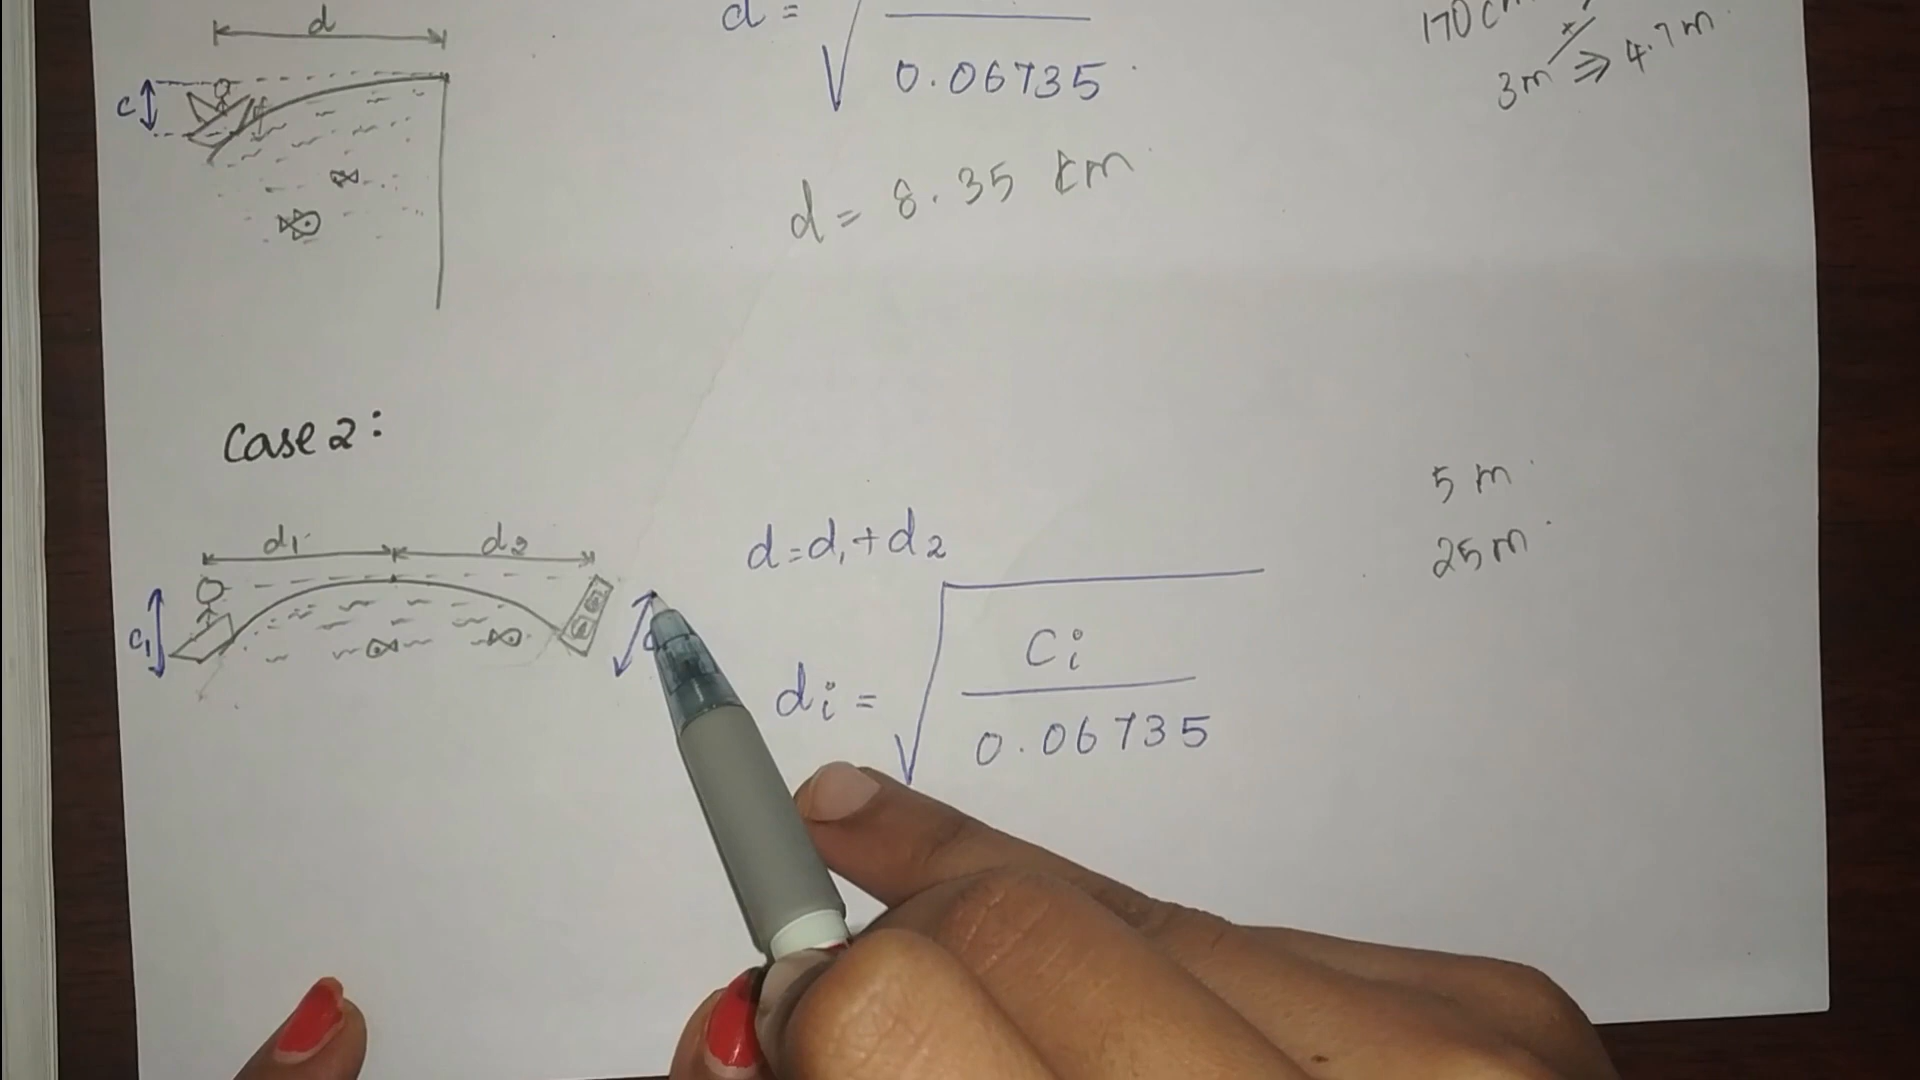 d
d = √ 0.06735
170 cm
3m ⇒ 4.7m
c
d = 8.35 km
Case 2:
5 m
25m
d1
d2
d = d1 + d2
c1
di = √ Ci / 0.06735